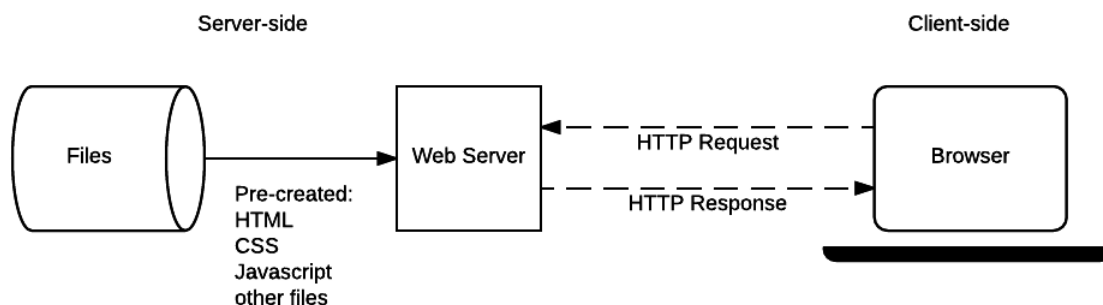 Server-side
Client-side
Files
Web Server
HTTP Request
Browser
Pre-created:
HTML
CSS
Javascript
other files
HTTP Response